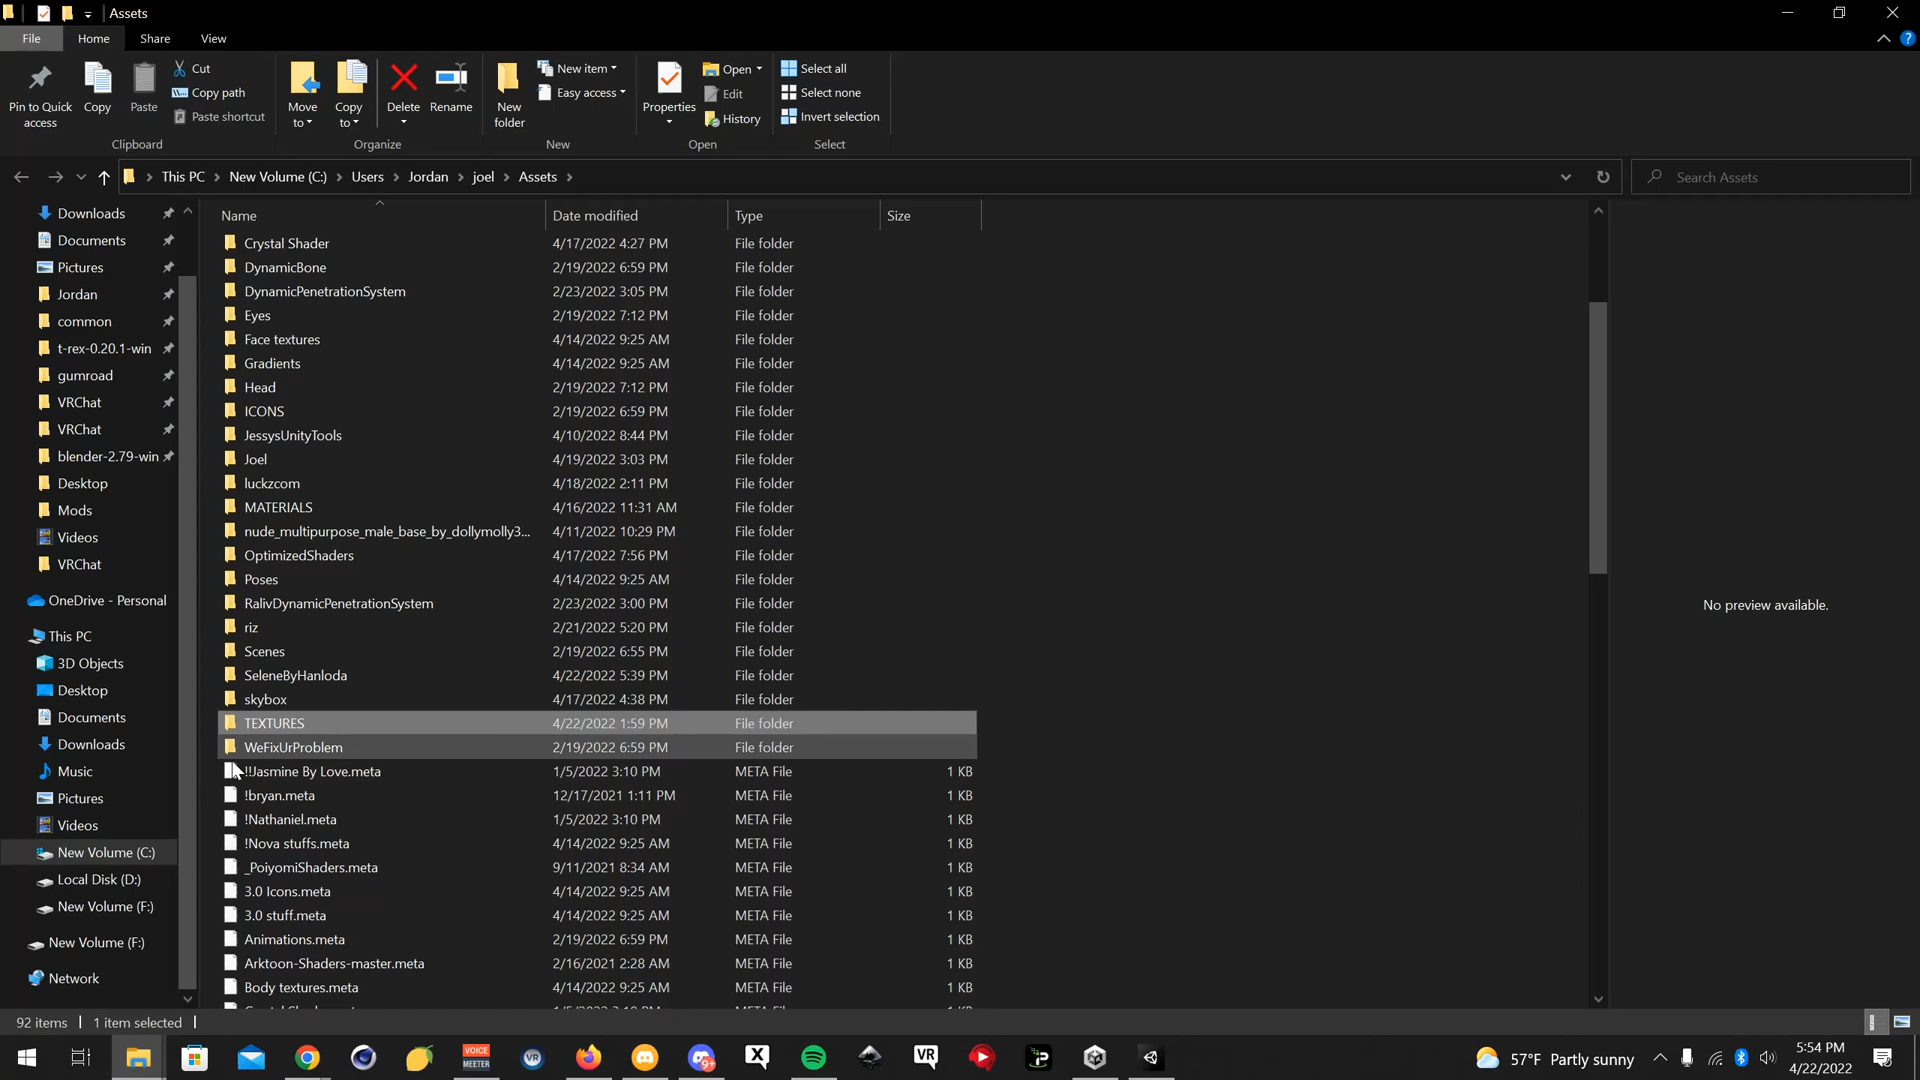 Assets
File Home Share View
Pin to Quick access
Copy
Paste
Cut
Copy path
Paste shortcut
Clipboard
Move to
Copy to
Delete
Rename
Organize
New folder
New item
Easy access
New
Properties
Open
Edit
History
Open
Select all
Select none
Invert selection
Select
This PC > New Volume (C:) > Users > Jordan > joel > Assets >
Search Assets
Downloads
Documents
Pictures
Jordan
common
t-rex-0.20.1-win
gumroad
VRChat
VRChat
blender-2.79-win
Desktop
Mods
Videos
VRChat
OneDrive - Personal
This PC
3D Objects
Desktop
Documents
Downloads
Music
Pictures
Videos
New Volume (C:)
Local Disk (D:)
New Volume (F:)
New Volume (F:)
Network
Name Date modified Type Size
Crystal Shader 4/17/2022 4:27 PM File folder
DynamicBone 2/19/2022 6:59 PM File folder
DynamicPenetrationSystem 2/23/2022 3:05 PM File folder
Eyes 2/19/2022 7:12 PM File folder
Face textures 4/14/2022 9:25 AM File folder
Gradients 4/14/2022 9:25 AM File folder
Head 2/19/2022 7:12 PM File folder
ICONS 2/19/2022 6:59 PM File folder
JessysUnityTools 4/10/2022 8:44 PM File folder
Joel 4/19/2022 3:03 PM File folder
luckzcom 4/18/2022 2:11 PM File folder
MATERIALS 4/16/2022 11:31 AM File folder
nude_multipurpose_male_base_by_dollymolly3... 4/11/2022 10:29 PM File folder
OptimizedShaders 4/17/2022 7:56 PM File folder
Poses 4/14/2022 9:25 AM File folder
RalivDynamicPenetrationSystem 2/23/2022 3:00 PM File folder
riz 2/21/2022 5:20 PM File folder
Scenes 2/19/2022 6:55 PM File folder
SeleneByHanloda 4/22/2022 5:39 PM File folder
skybox 4/17/2022 4:38 PM File folder
TEXTURES 4/22/2022 1:59 PM File folder
WeFixUrProblem 2/19/2022 6:59 PM File folder
!!Jasmine By Love.meta 1/5/2022 3:10 PM META File 1 KB
!bryan.meta 12/17/2021 1:11 PM META File 1 KB
!Nathaniel.meta 1/5/2022 3:10 PM META File 1 KB
!Nova stuffs.meta 4/14/2022 9:25 AM META File 1 KB
_PoiyomiShaders.meta 9/11/2021 8:34 AM META File 1 KB
3.0 Icons.meta 4/14/2022 9:25 AM META File 1 KB
3.0 stuff.meta 4/14/2022 9:25 AM META File 1 KB
Animations.meta 2/19/2022 6:59 PM META File 1 KB
Arktoon-Shaders-master.meta 2/16/2021 2:28 AM META File 1 KB
Body textures.meta 4/14/2022 9:25 AM META File 1 KB
No preview available.
92 items 1 item selected
VOICE MEETER
VR
9+
X
VR
57°F Partly sunny
5:54 PM
4/22/2022